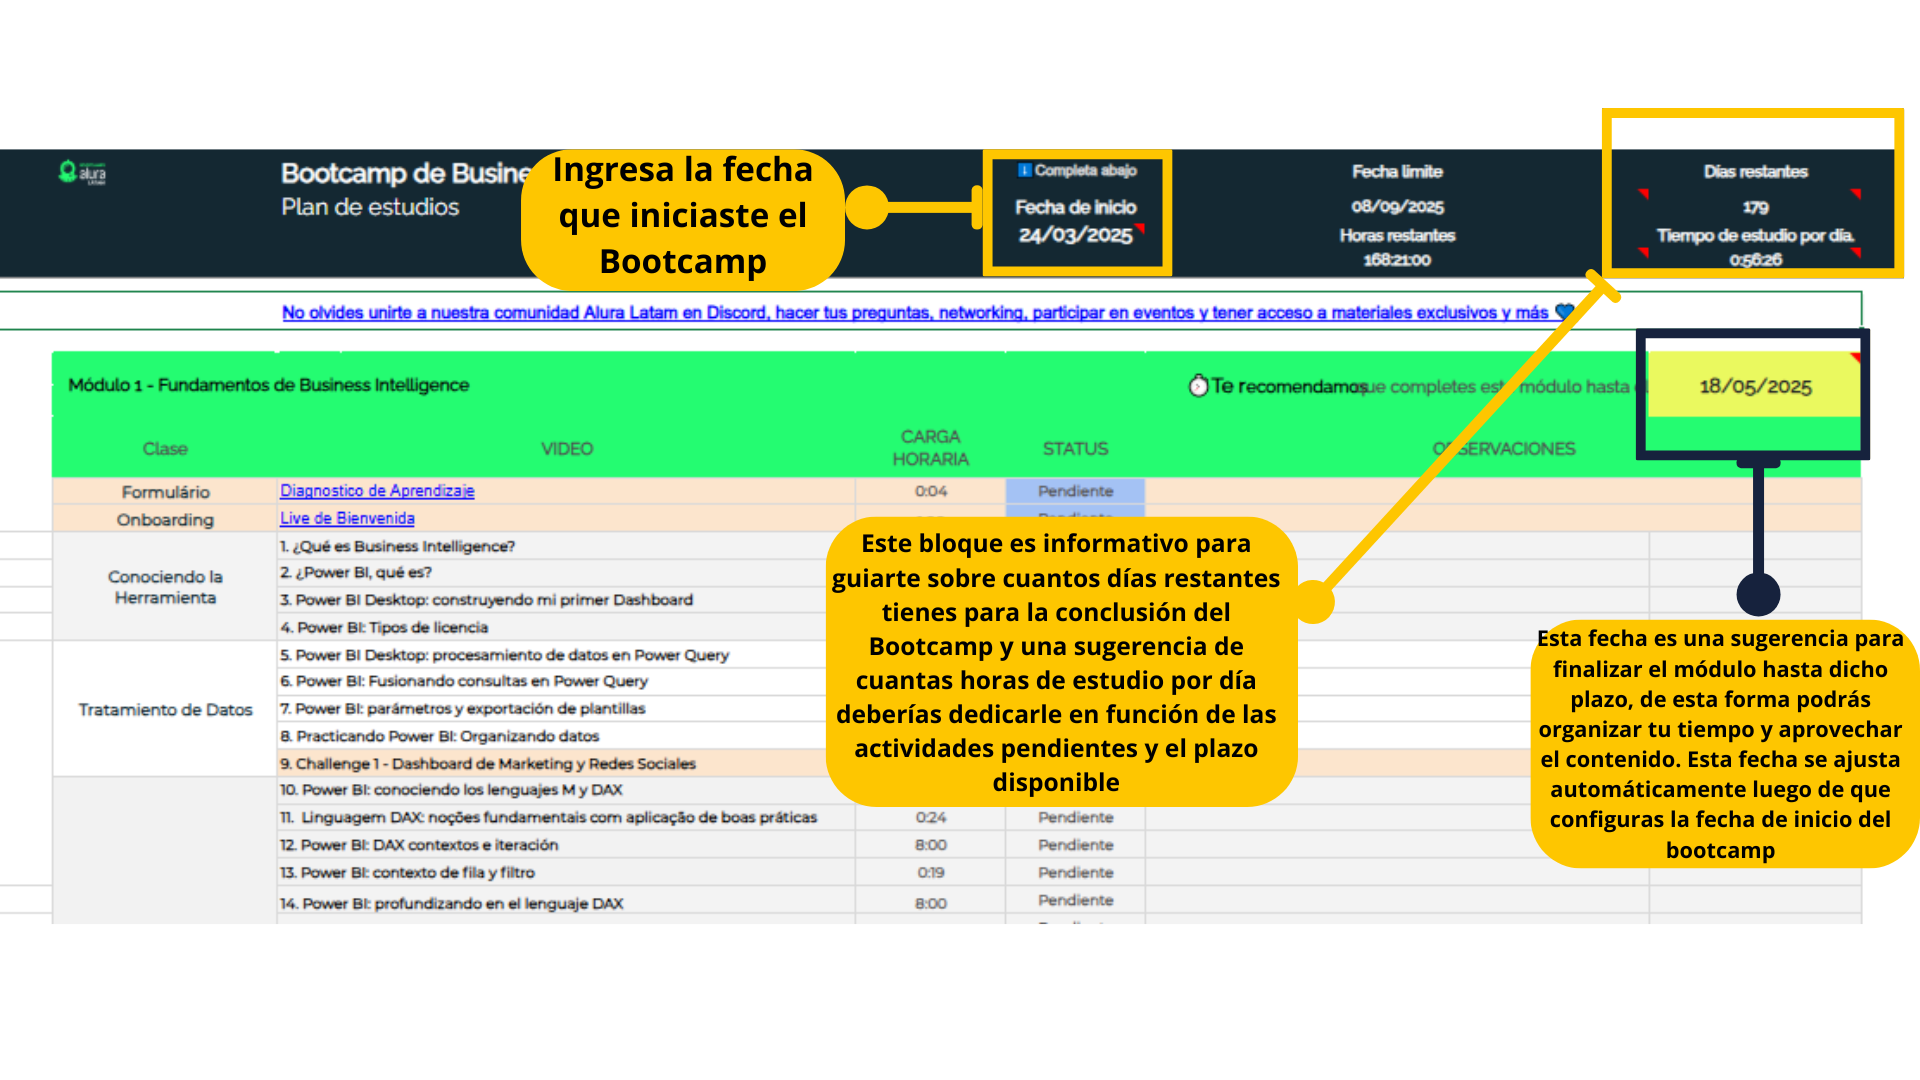 alura
Bootcamp de Busine
Plan de estudios
Ingresa la fecha
que iniciaste el
Bootcamp
Completa abajo
Fecha de inicio
24/03/2025
Fecha limite
08/09/2025
Horas restantes
168:21:00
Días restantes
179
Tiempo de estudio por día.
0:56:26
No olvides unirte a nuestra comunidad Alura Latam en Discord, hacer tus preguntas, networking, participar en eventos y tener acceso a materiales exclusivos y más 💙
Módulo 1 - Fundamentos de Business Intelligence
Te recomendamos que completes este módulo hasta el
18/05/2025
Clase
VIDEO
CARGA
HORARIA
STATUS
OBSERVACIONES
Formulário
Diagnostico de Aprendizaje
0:04
Pendiente
Onboarding
Live de Bienvenida
Pendiente
Conociendo la
Herramienta
1. ¿Qué es Business Intelligence?
2. ¿Power BI, qué es?
3. Power BI Desktop: construyendo mi primer Dashboard
4. Power BI: Tipos de licencia
Tratamiento de Datos
5. Power BI Desktop: procesamiento de datos en Power Query
6. Power BI: Fusionando consultas en Power Query
7. Power BI: parámetros y exportación de plantillas
8. Practicando Power BI: Organizando datos
9. Challenge 1 - Dashboard de Marketing y Redes Sociales
10. Power BI: conociendo los lenguajes M y DAX
11. Linguagem DAX: noções fundamentais com aplicação de boas práticas
0:24
Pendiente
12. Power BI: DAX contextos e iteración
8:00
Pendiente
13. Power BI: contexto de fila y filtro
0:19
Pendiente
14. Power BI: profundizando en el lenguaje DAX
8:00
Pendiente
Este bloque es informativo para
guiarte sobre cuantos días restantes
tienes para la conclusión del
Bootcamp y una sugerencia de
cuantas horas de estudio por día
deberías dedicarle en función de las
actividades pendientes y el plazo
disponible
Esta fecha es una sugerencia para
finalizar el módulo hasta dicho
plazo, de esta forma podrás
organizar tu tiempo y aprovechar
el contenido. Esta fecha se ajusta
automáticamente luego de que
configuras la fecha de inicio del
bootcamp